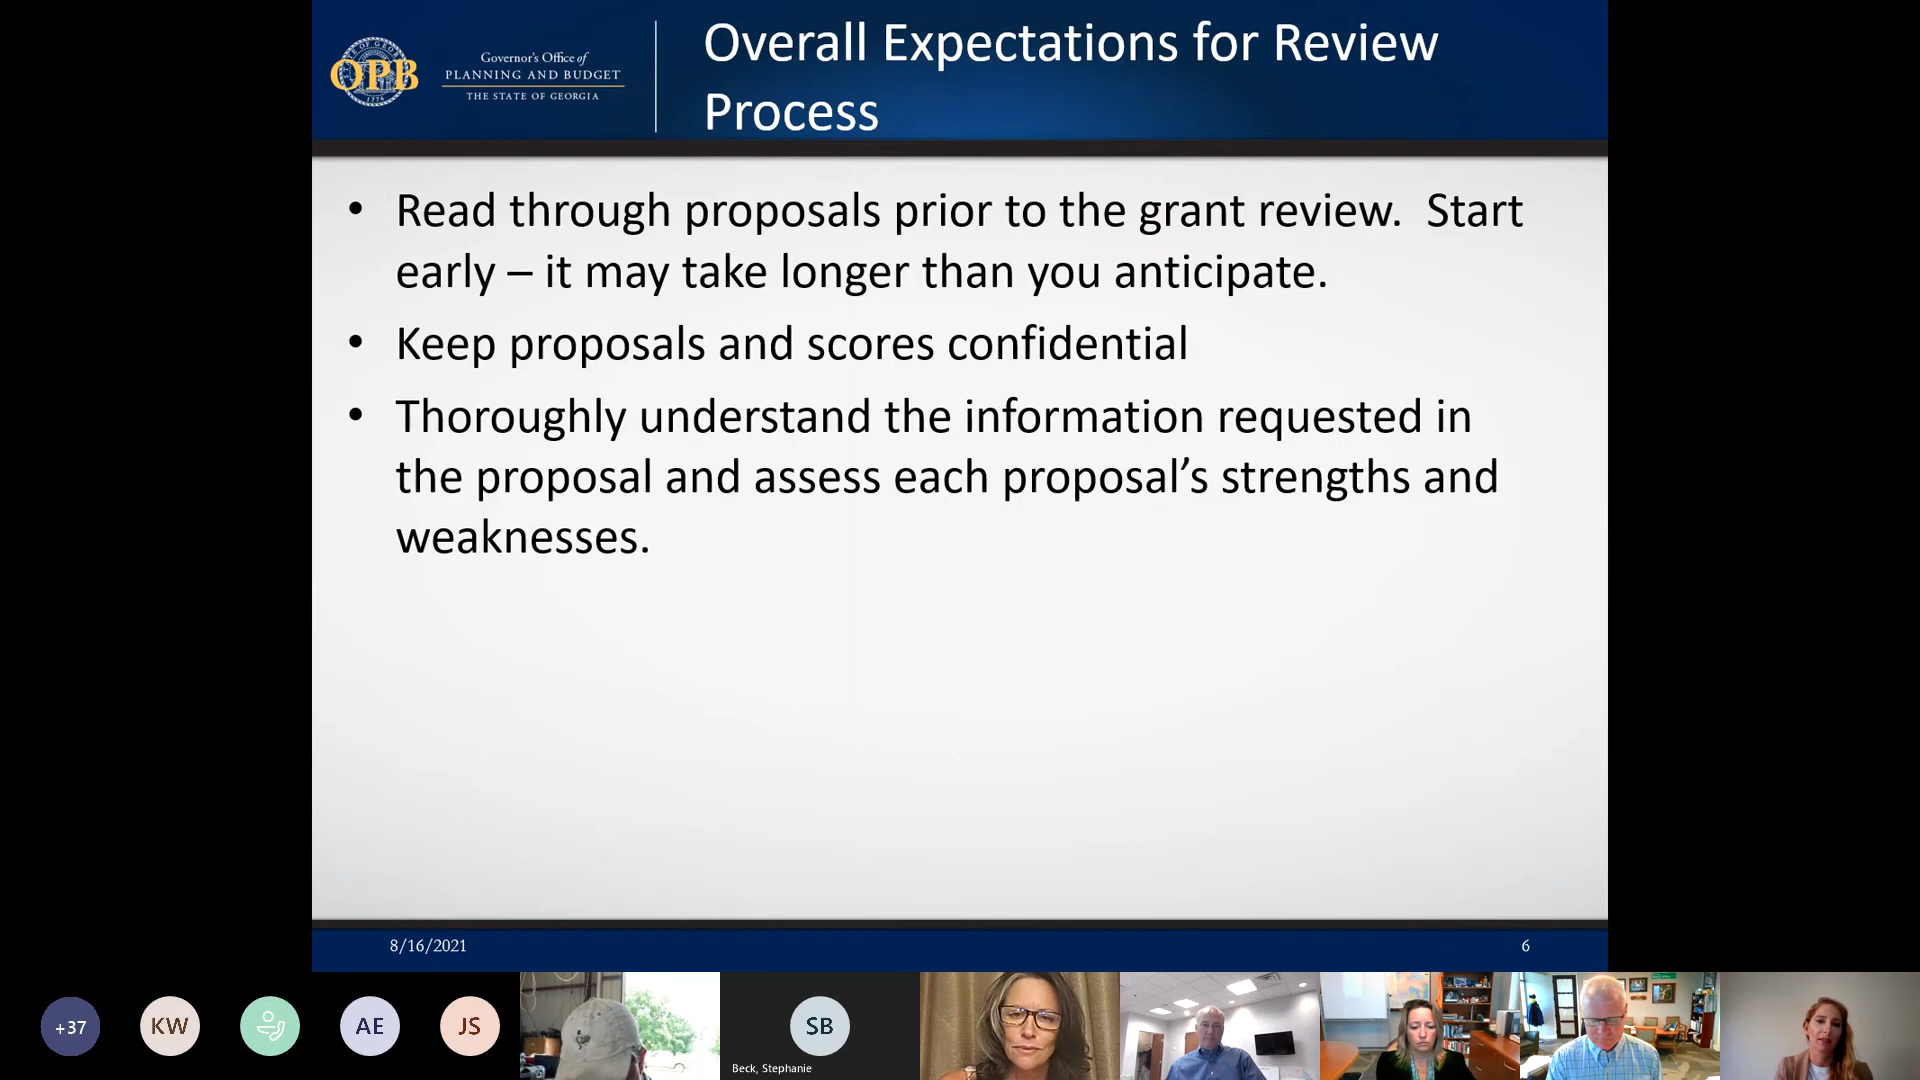 OPB
1776
Governor's Office of
PLANNING AND BUDGET
THE STATE OF GEORGIA
Overall Expectations for Review
Process
• Read through proposals prior to the grant review.  Start
early – it may take longer than you anticipate.
• Keep proposals and scores confidential
• Thoroughly understand the information requested in
the proposal and assess each proposal’s strengths and
weaknesses.
8/16/2021
6
+37
KW
AE
JS
SB
Beck, Stephanie